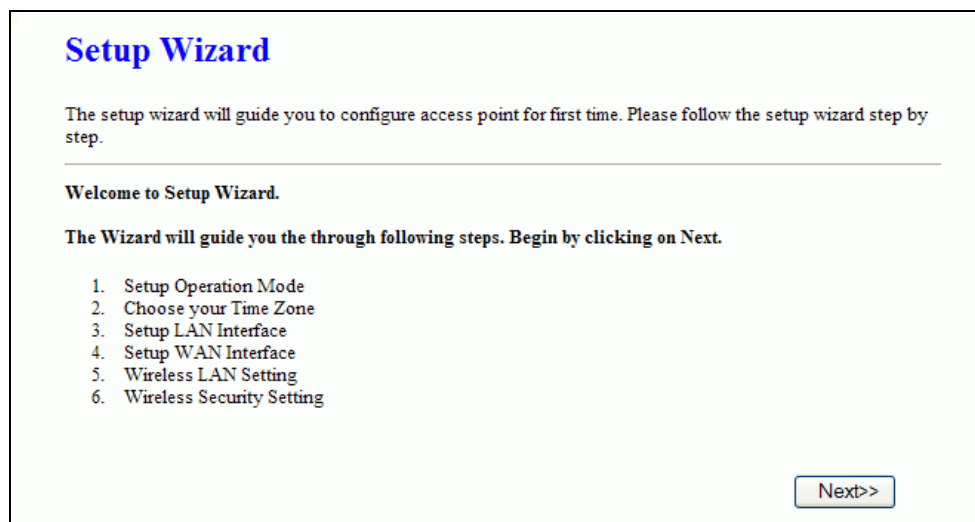 Setup Wizard
The setup wizard will guide you to configure access point for first time. Please follow the setup wizard step by
step.
Welcome to Setup Wizard.
The Wizard will guide you the through following steps. Begin by clicking on Next.
1. Setup Operation Mode
2. Choose your Time Zone
3. Setup LAN Interface
4. Setup WAN Interface
5. Wireless LAN Setting
6. Wireless Security Setting
Next>>